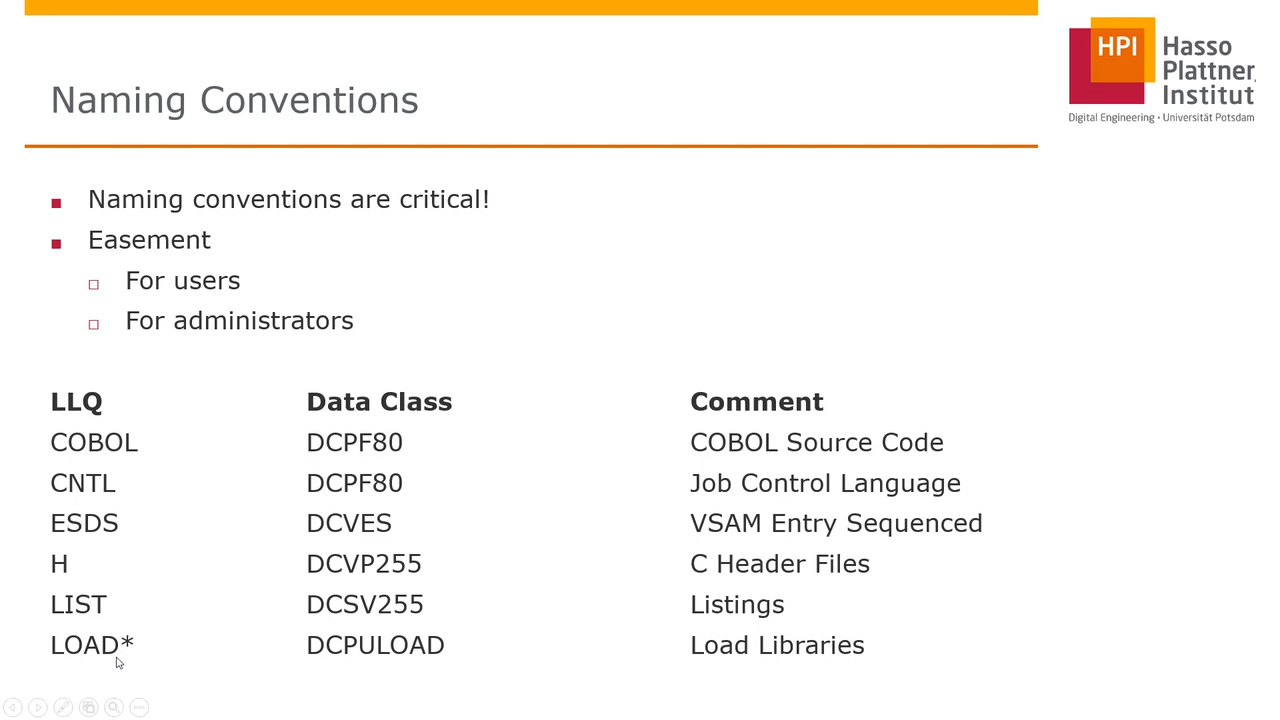 HPI Hasso
Plattner
Institut
Digital Engineering • Universität Potsdam
Naming Conventions
Naming conventions are critical!
Easement
For users
For administrators
LLQ Data Class Comment
COBOL DCPF80 COBOL Source Code
CNTL DCPF80 Job Control Language
ESDS DCVES VSAM Entry Sequenced
H DCVP255 C Header Files
LIST DCSV255 Listings
LOAD* DCPULOAD Load Libraries